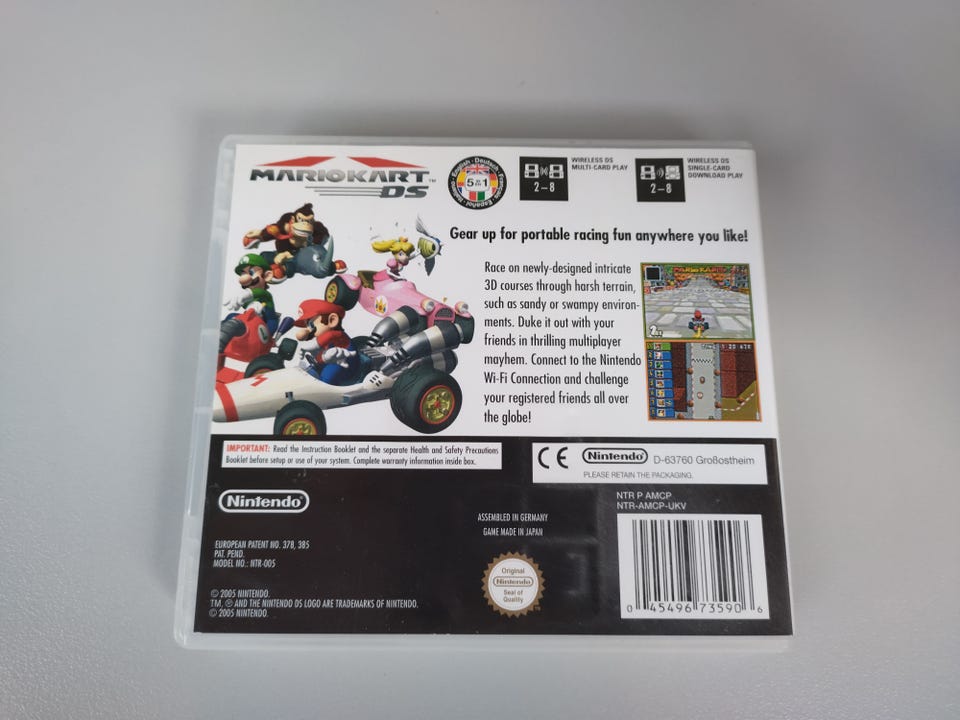 MARIOKART™
DS
English · Deutsch · Français · Español · Italiano
5 in 1
WIRELESS DS
MULTI-CARD PLAY
2–8
WIRELESS DS
SINGLE-CARD
DOWNLOAD PLAY
2–8
Gear up for portable racing fun anywhere you like!
Race on newly-designed intricate
3D courses through harsh terrain,
such as sandy or swampy environ-
ments. Duke it out with your
friends in thrilling multiplayer
mayhem. Connect to the Nintendo
Wi-Fi Connection and challenge
your registered friends all over
the globe!
IMPORTANT: Read the Instruction Booklet and the separate Health and Safety Precautions
Booklet before setup or use of your system. Complete warranty information inside box.
CE
Nintendo® D-63760 Großostheim
PLEASE RETAIN THE PACKAGING.
Nintendo®
NTR P AMCP
NTR-AMCP-UKV
ASSEMBLED IN GERMANY
GAME MADE IN JAPAN
EUROPEAN PATENT NO. 378, 385
PAT. PEND.
MODEL NO.: NTR-005
Original
Nintendo
Seal of
Quality
© 2005 NINTENDO.
TM, ® AND THE NINTENDO DS LOGO ARE TRADEMARKS OF NINTENDO.
© 2005 NINTENDO.
0 45496 73590 6